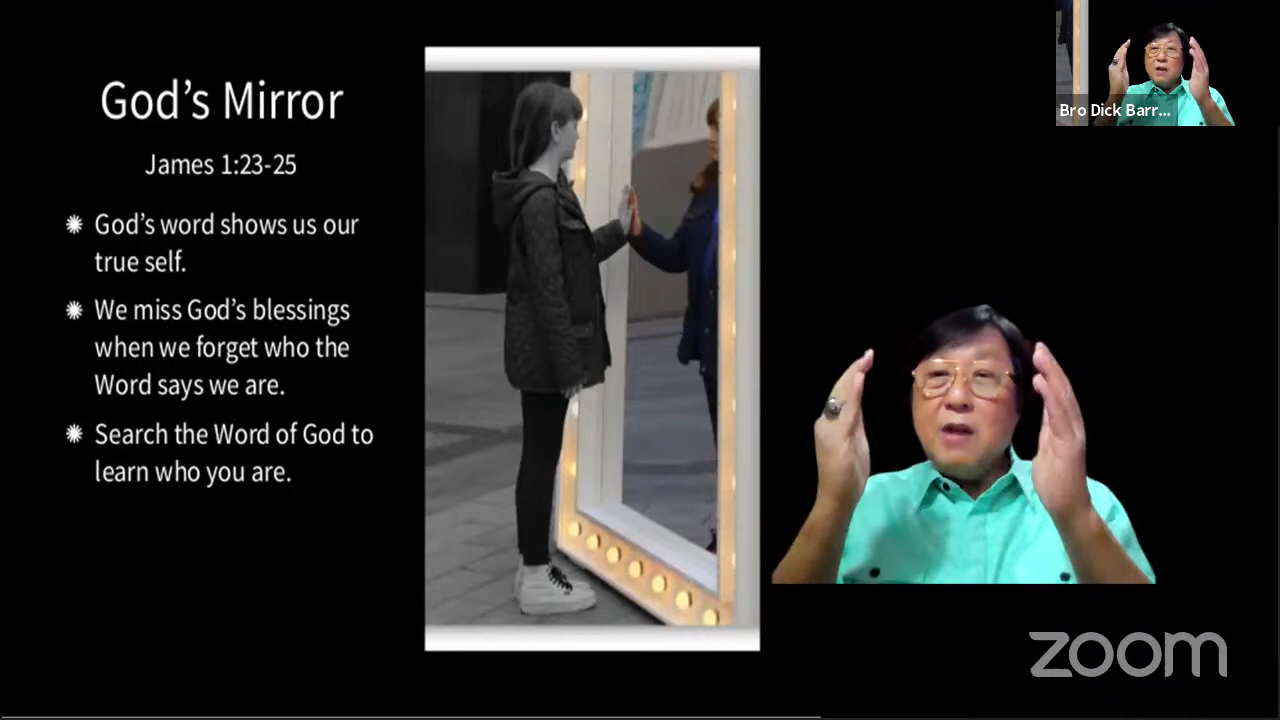 God's Mirror
James 1:23-25
God's word shows us our
true self.
We miss God's blessings
when we forget who the
Word says we are.
Search the Word of God to
learn who you are.
Bro Dick Barr...
zoom